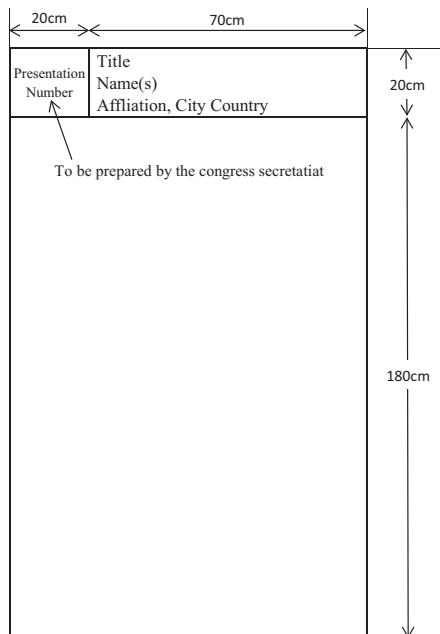 20cm
70cm
Presentation
Number
Title
Name(s)
Affliation, City Country
20cm
To be prepared by the congress secretatiat
180cm